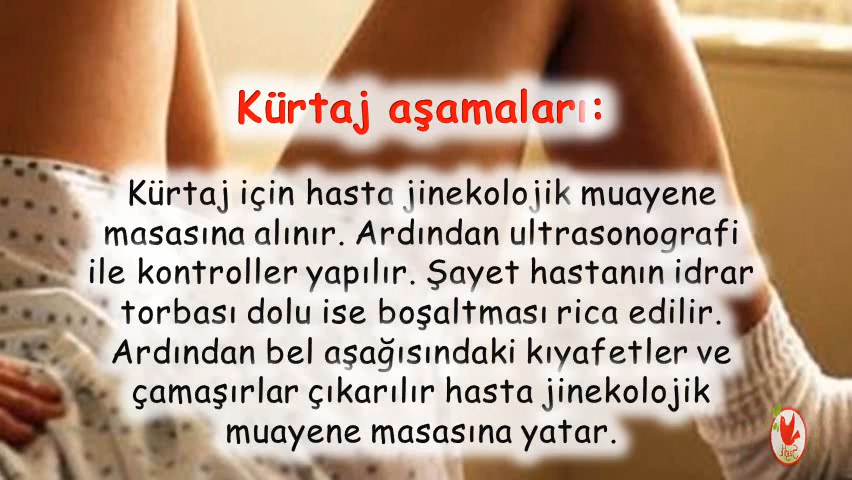 Kürtaj aşamaları:
Kürtaj için hasta jinekolojik muayene
masasına alınır. Ardından ultrasonografi
ile kontroller yapılır. Şayet hastanın idrar
torbası dolu ise boşaltması rica edilir.
Ardından bel aşağısındaki kıyafetler ve
çamaşırlar çıkarılır hasta jinekolojik
muayene masasına yatar.